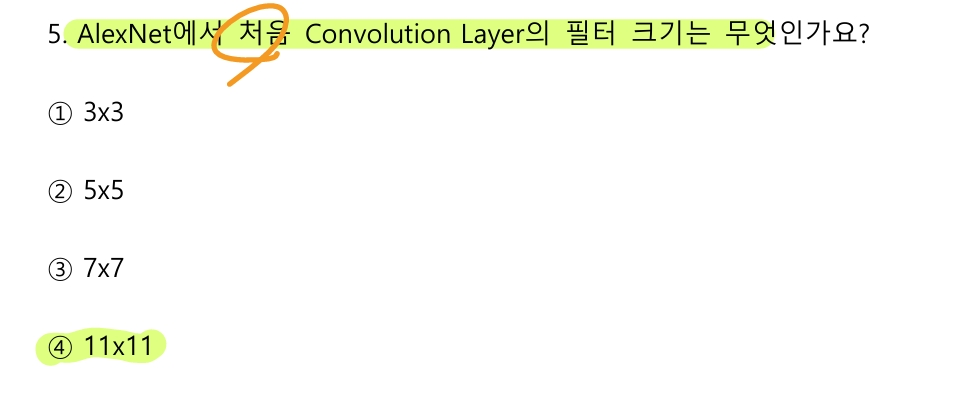 5. AlexNet에서 처음 Convolution Layer의 필터 크기는 무엇인가요?
① 3x3
② 5x5
③ 7x7
④ 11x11